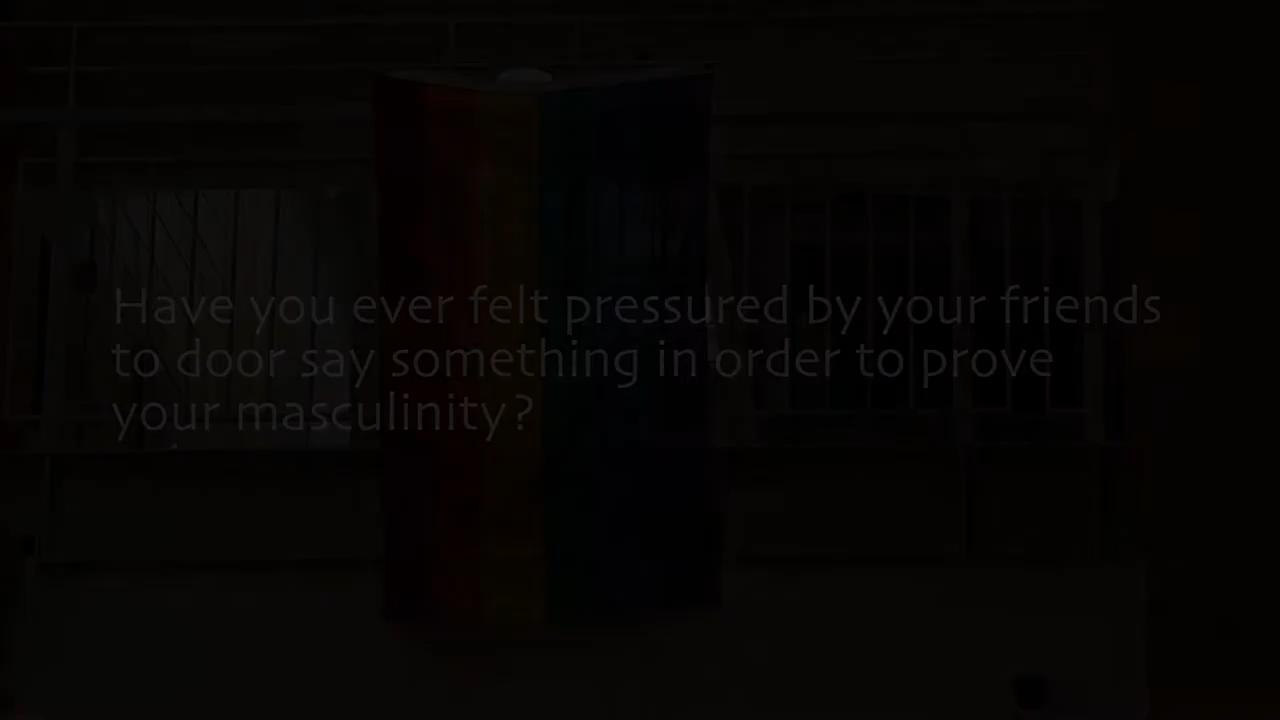 Have you ever felt pressured by your friends
to door say something in order to prove
your masculinity?